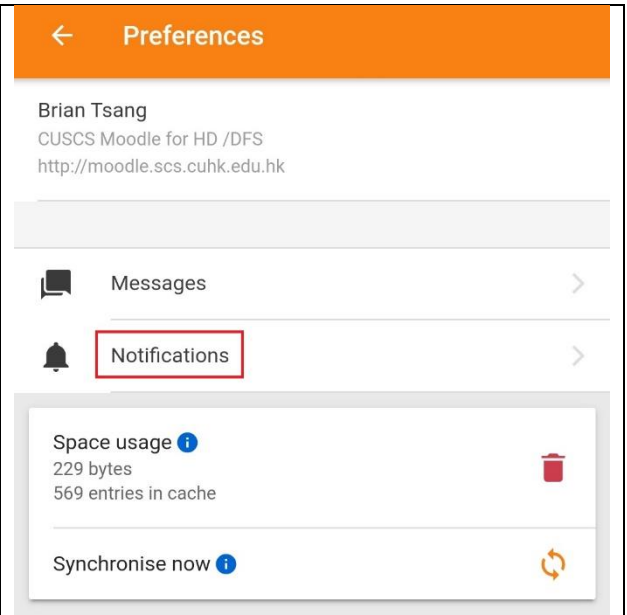 Preferences
Brian Tsang
CUSCS Moodle for HD /DFS
http://moodle.scs.cuhk.edu.hk
Messages
Notifications
Space usage
229 bytes
569 entries in cache
Synchronise now